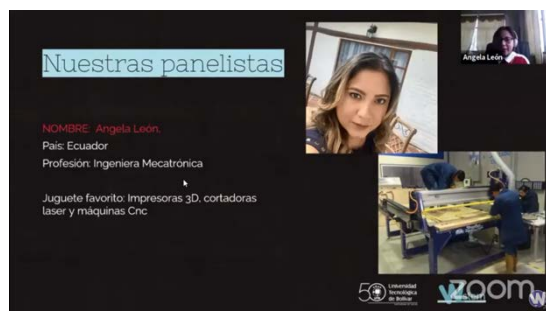 Nuestras panelistas
Angela León
NOMBRE: Angela León,
País: Ecuador
Profesión: Ingeniera Mecatrónica
Juguete favorito: Impresoras 3D, cortadoras
laser y máquinas Cnc
50 Universidad
Tecnológica
de Bolívar
zoom